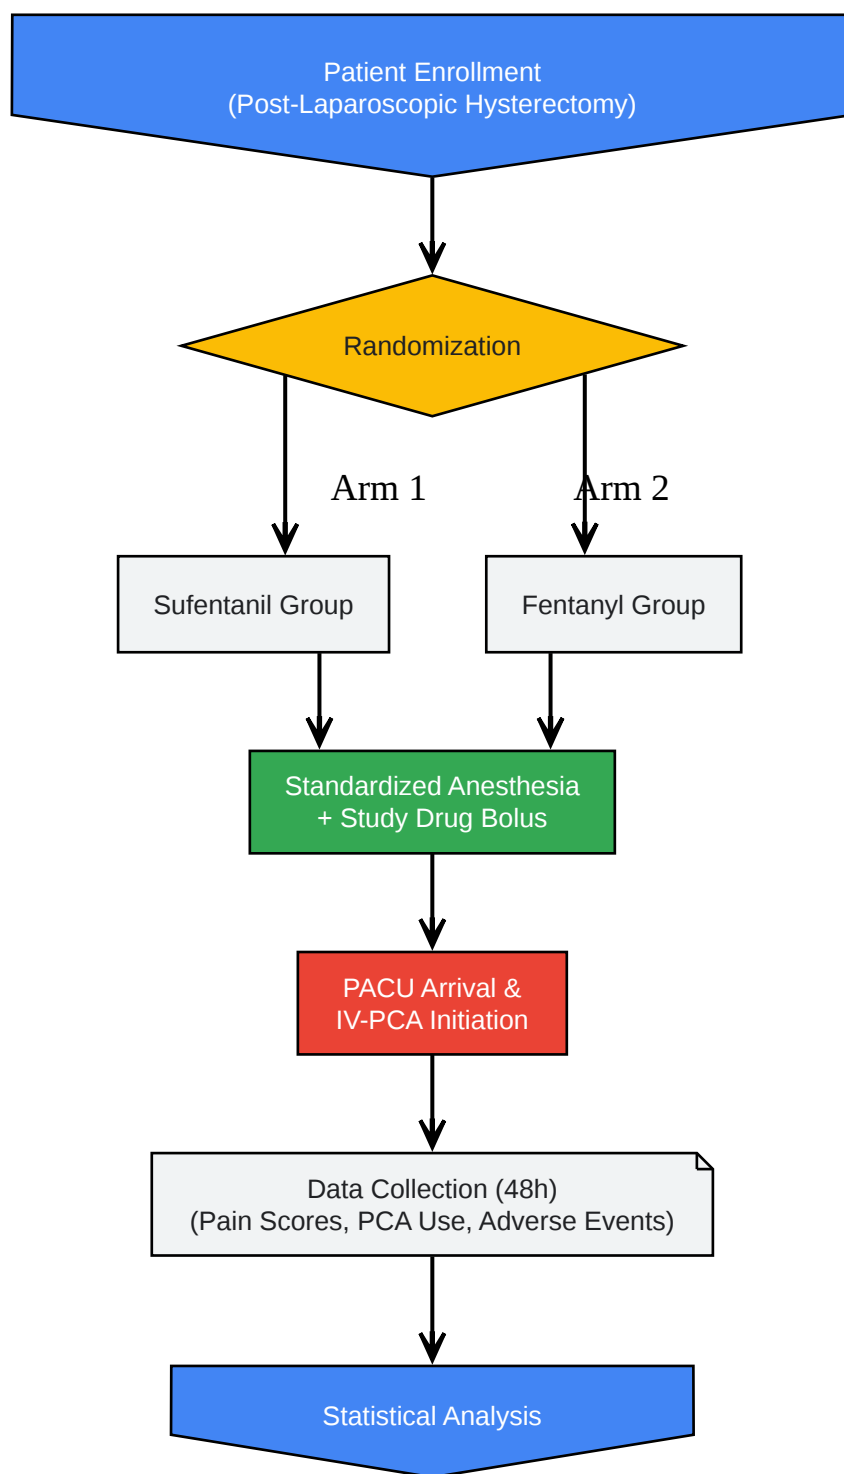 Patient Enrollment
(Post-Laparoscopic Hysterectomy)
Randomization
Arm 1
Arm 2
Sufentanil Group
Fentanyl Group
Standardized Anesthesia
+ Study Drug Bolus
PACU Arrival &
IV-PCA Initiation
Data Collection (48h)
(Pain Scores, PCA Use, Adverse Events)
Statistical Analysis